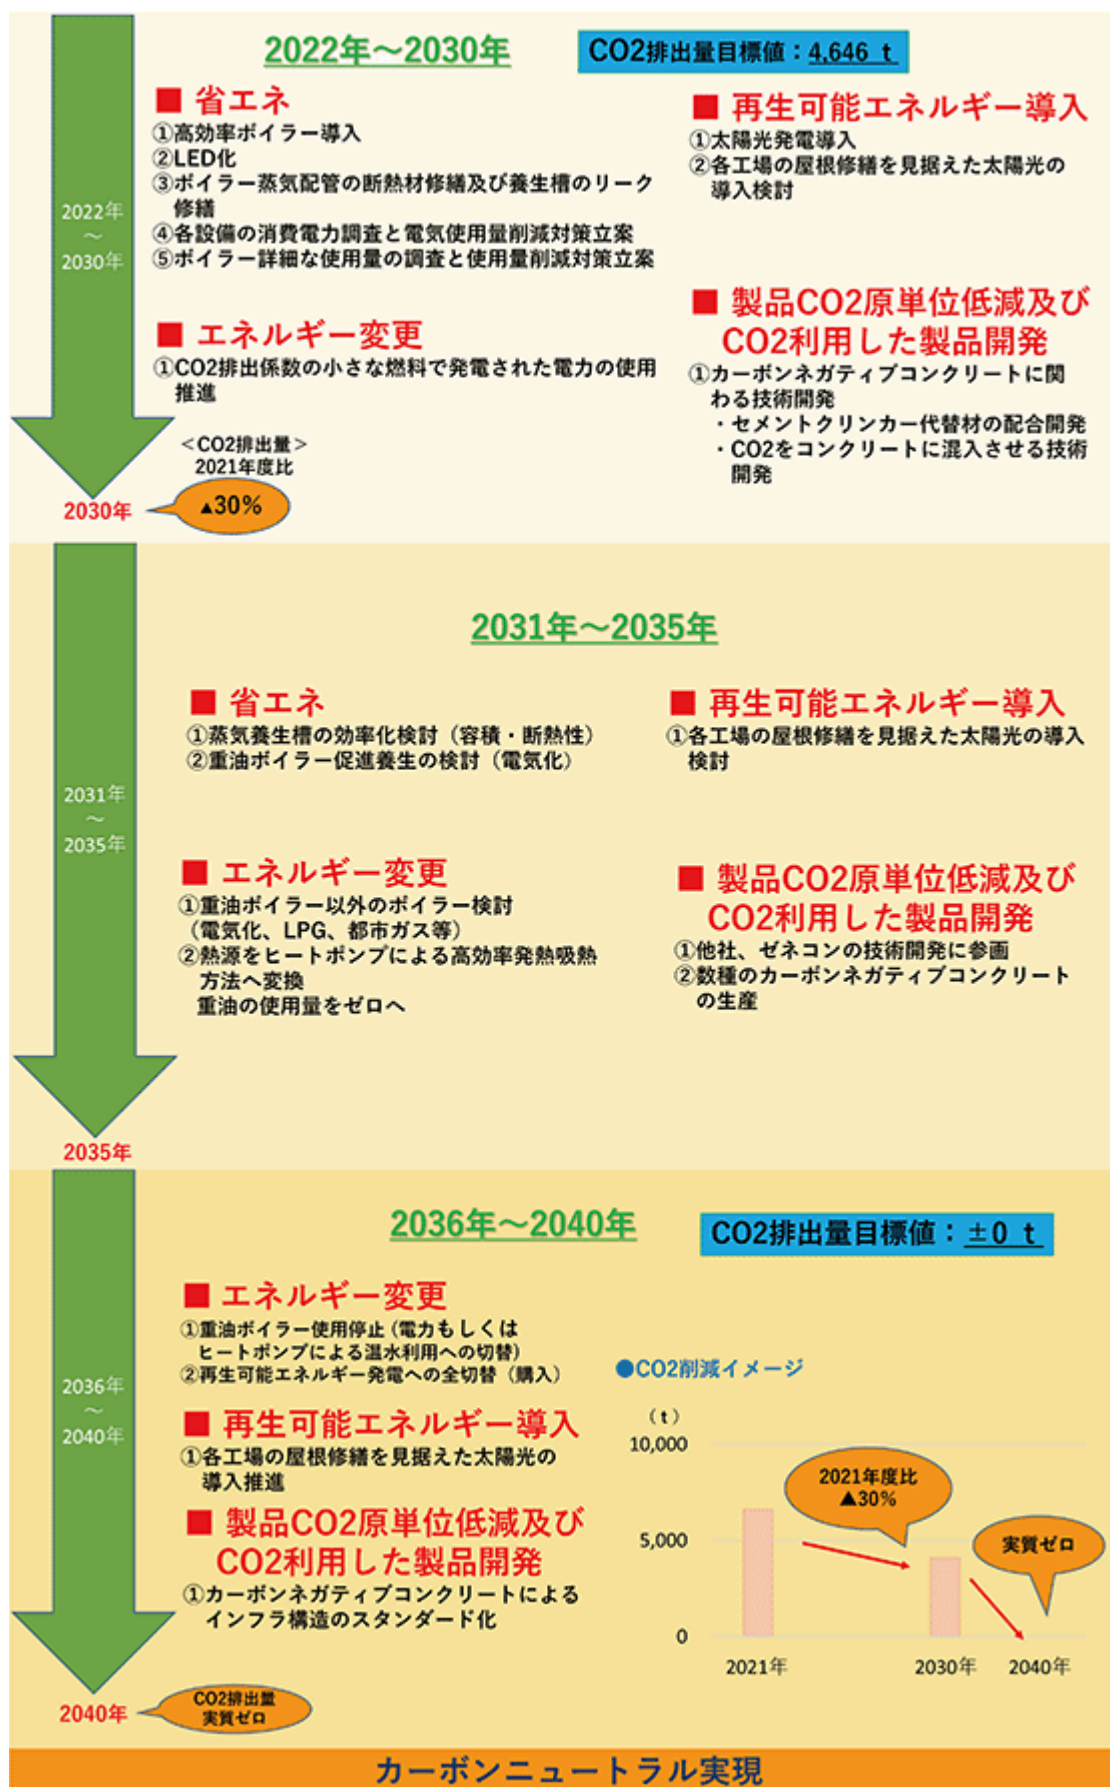 2022年～2030年
CO2排出量目標値：4,646 t
2022年
～
2030年
■ 省エネ
①高効率ボイラー導入
②LED化
③ボイラー蒸気配管の断熱材修繕及び養生槽のリーク
修繕
④各設備の消費電力調査と電気使用量削減対策立案
⑤ボイラー詳細な使用量の調査と使用量削減対策立案
■ 再生可能エネルギー導入
①太陽光発電導入
②各工場の屋根修繕を見据えた太陽光の
導入検討
■ エネルギー変更
①CO2排出係数の小さな燃料で発電された電力の使用
推進
■ 製品CO2原単位低減及び
CO2利用した製品開発
①カーボンネガティブコンクリートに関
わる技術開発
・セメントクリンカー代替材の配合開発
・CO2をコンクリートに混入させる技術
開発
＜CO2排出量＞
2021年度比
▲30%
2030年
2031年～2035年
2031年
～
2035年
■ 省エネ
①蒸気養生槽の効率化検討（容積・断熱性）
②重油ボイラー促進養生の検討（電気化）
■ 再生可能エネルギー導入
①各工場の屋根修繕を見据えた太陽光の導入
検討
■ エネルギー変更
①重油ボイラー以外のボイラー検討
（電気化、LPG、都市ガス等）
②熱源をヒートポンプによる高効率発熱吸熱
方法へ変換
重油の使用量をゼロへ
■ 製品CO2原単位低減及び
CO2利用した製品開発
①他社、ゼネコンの技術開発に参画
②数種のカーボンネガティブコンクリート
の生産
2035年
2036年～2040年
CO2排出量目標値：±0 t
2036年
～
2040年
■ エネルギー変更
①重油ボイラー使用停止(電力もしくは
ヒートポンプによる温水利用への切替)
②再生可能エネルギー発電への全切替（購入）
■ 再生可能エネルギー導入
①各工場の屋根修繕を見据えた太陽光の
導入推進
■ 製品CO2原単位低減及び
CO2利用した製品開発
①カーボンネガティブコンクリートによる
インフラ構造のスタンダード化
●CO2削減イメージ
（t）
10,000
5,000
0
2021年度比
▲30%
実質ゼロ
2021年
2030年
2040年
2040年
CO2排出量
実質ゼロ
カーボンニュートラル実現